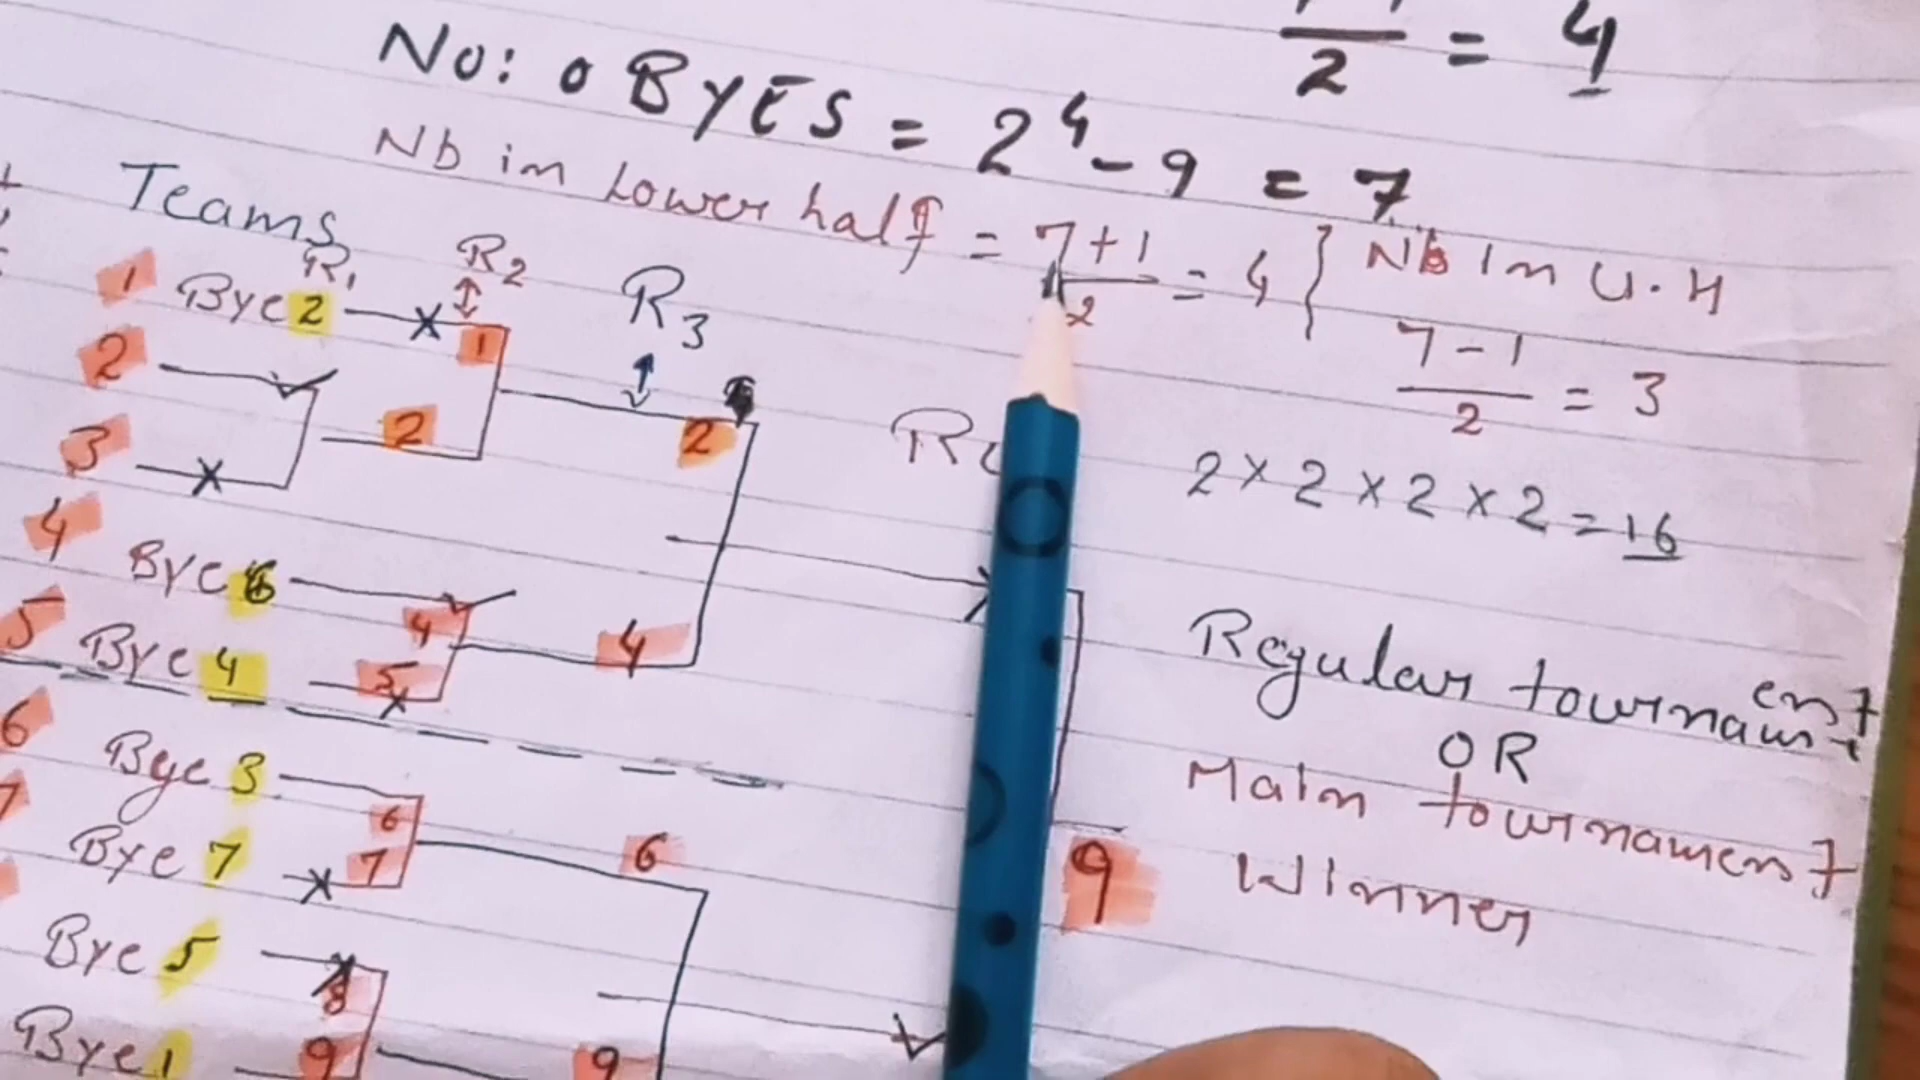 2 = 4
No: o BYES = 2⁴ - 9 = 7
Nb in Lower half = 7+1 / 2 = 4 } Nb in U.H
7-1 / 2 = 3
Teams
R1 R2 R3
1 Bye 2 1
2 2 2
3
2 x 2 x 2 x 2 = 16
4 Bye 6 4 4
5 Bye 4 5
Regular tournament
OR
Main tournament
Winner
6 Bye 3 6 6
7 Bye 7 7
9
Bye 5 8
Bye 1 9 9